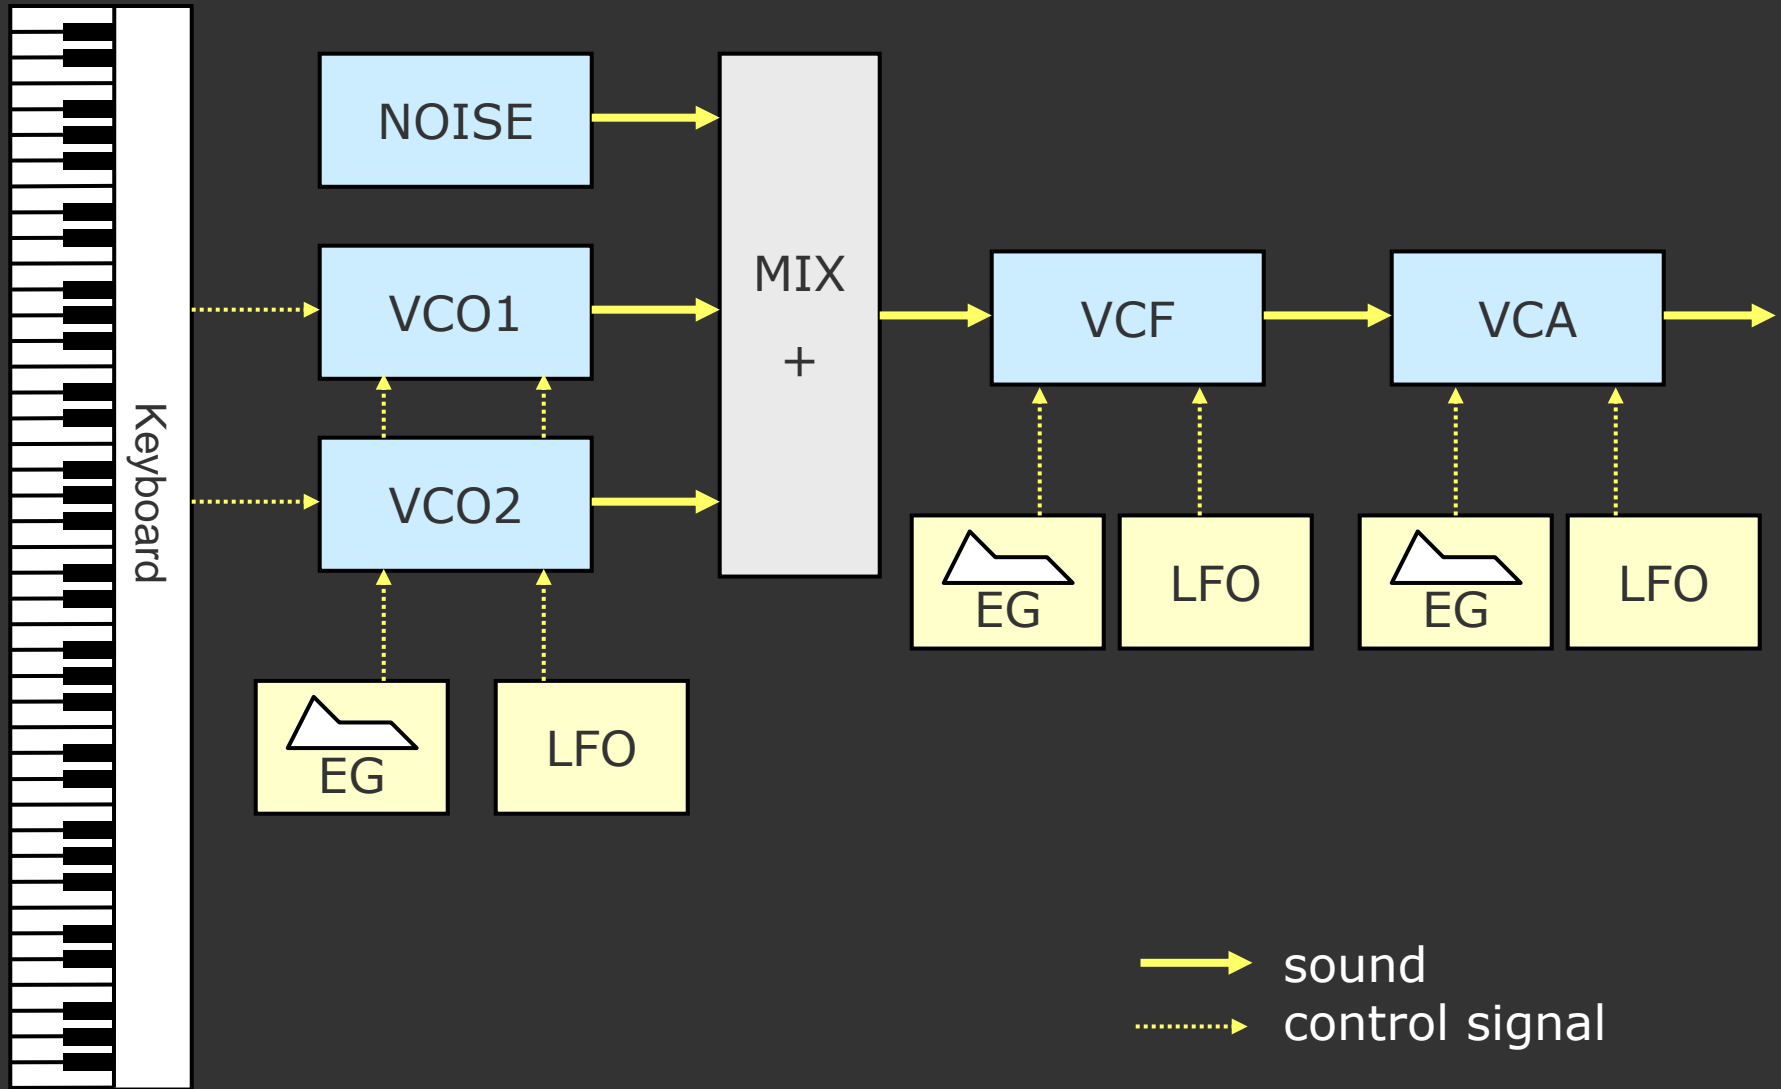 Keyboard
NOISE
VCO1
VCO2
EG
LFO
MIX
+
VCF
VCA
EG
LFO
EG
LFO
sound
control signal